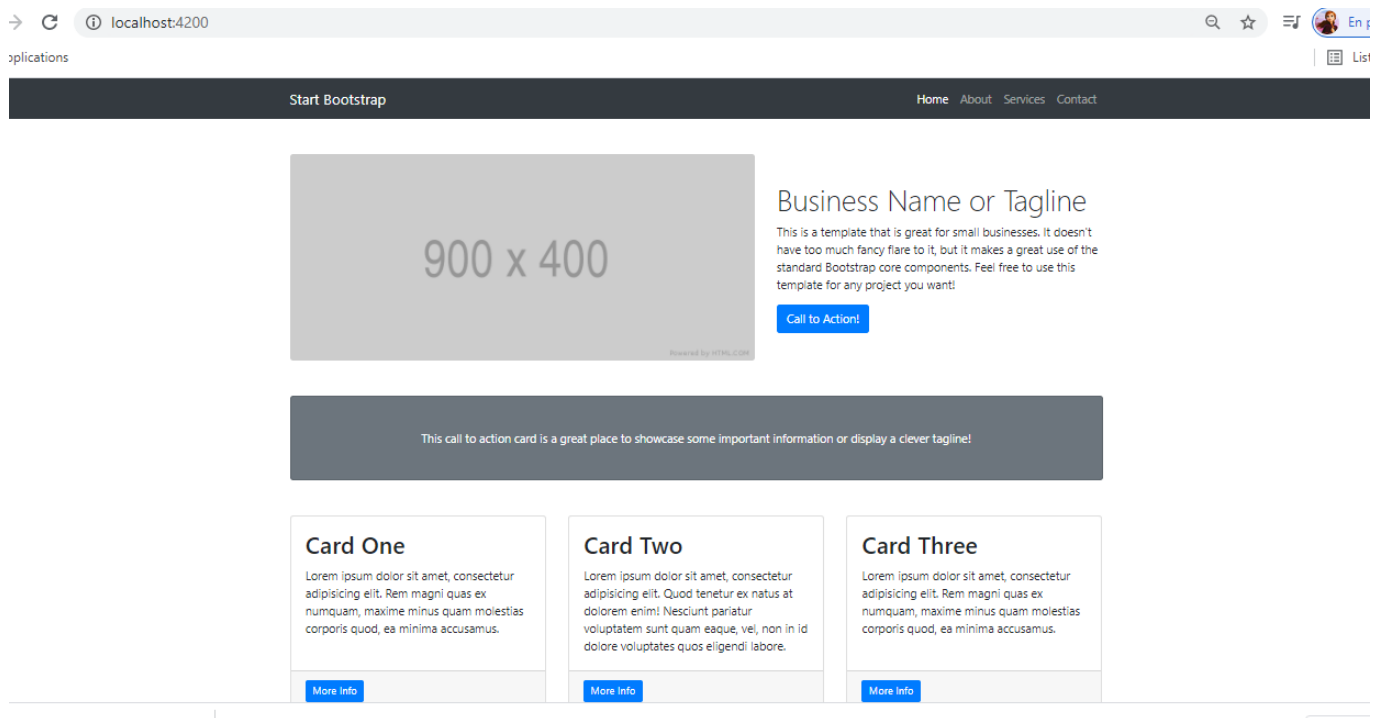 localhost:4200
En
pplications
List
Start Bootstrap
Home About Services Contact
900 x 400
Powered by HTML.COM
Business Name or Tagline
This is a template that is great for small businesses. It doesn't
have too much fancy flare to it, but it makes a great use of the
standard Bootstrap core components. Feel free to use this
template for any project you want!
Call to Action!
This call to action card is a great place to showcase some important information or display a clever tagline!
Card One
Lorem ipsum dolor sit amet, consectetur
adipisicing elit. Rem magni quas ex
numquam, maxime minus quam molestias
corporis quod, ea minima accusamus.
More Info
Card Two
Lorem ipsum dolor sit amet, consectetur
adipisicing elit. Quod tenetur ex natus at
dolorem enim! Nesciunt pariatur
voluptatem sunt quam eaque, vel, non in id
dolore voluptates quos eligendi labore.
More Info
Card Three
Lorem ipsum dolor sit amet, consectetur
adipisicing elit. Rem magni quas ex
numquam, maxime minus quam molestias
corporis quod, ea minima accusamus.
More Info